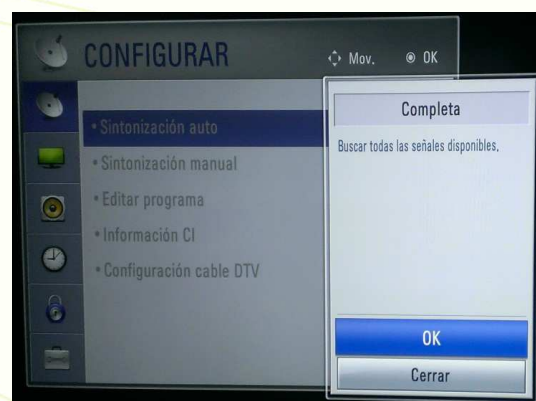 CONFIGURAR
Mov. OK
• Sintonización auto
• Sintonización manual
• Editar programa
• Información CI
• Configuración cable DTV
Completa
Buscar todas las señales disponibles,
OK
Cerrar